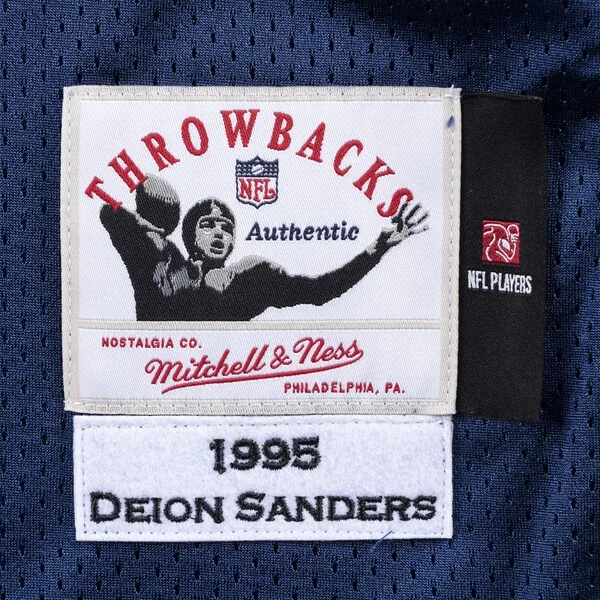 THROWBACKS
NFL
Authentic
NFL PLAYERS
NOSTALGIA CO.
Mitchell & Ness
PHILADELPHIA, PA.
1995
DEION SANDERS